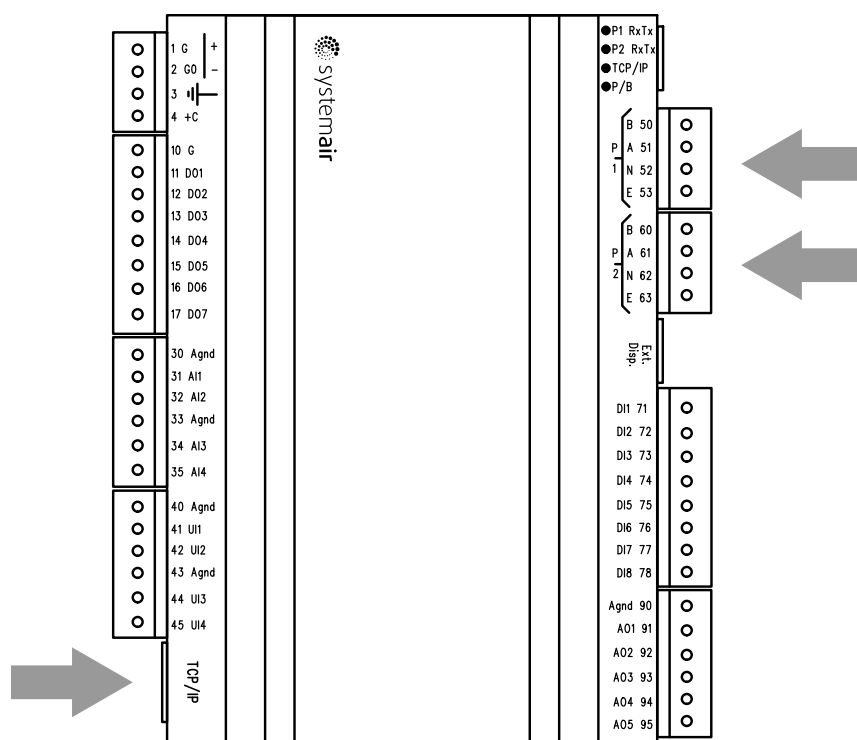 1 G +
2 G0 -
3
4 +C
10 G
11 DO1
12 DO2
13 DO3
14 DO4
15 DO5
16 DO6
17 DO7
30 Agnd
31 AI1
32 AI2
33 Agnd
34 AI3
35 AI4
40 Agnd
41 UI1
42 UI2
43 Agnd
44 UI3
45 UI4
TCP/IP
systemair
P1 RxTx
P2 RxTx
TCP/IP
P/B
P
1
B 50
A 51
N 52
E 53
P
2
B 60
A 61
N 62
E 63
Ext.
Disp.
DI1 71
DI2 72
DI3 73
DI4 74
DI5 75
DI6 76
DI7 77
DI8 78
Agnd 90
AO1 91
AO2 92
AO3 93
AO4 94
AO5 95